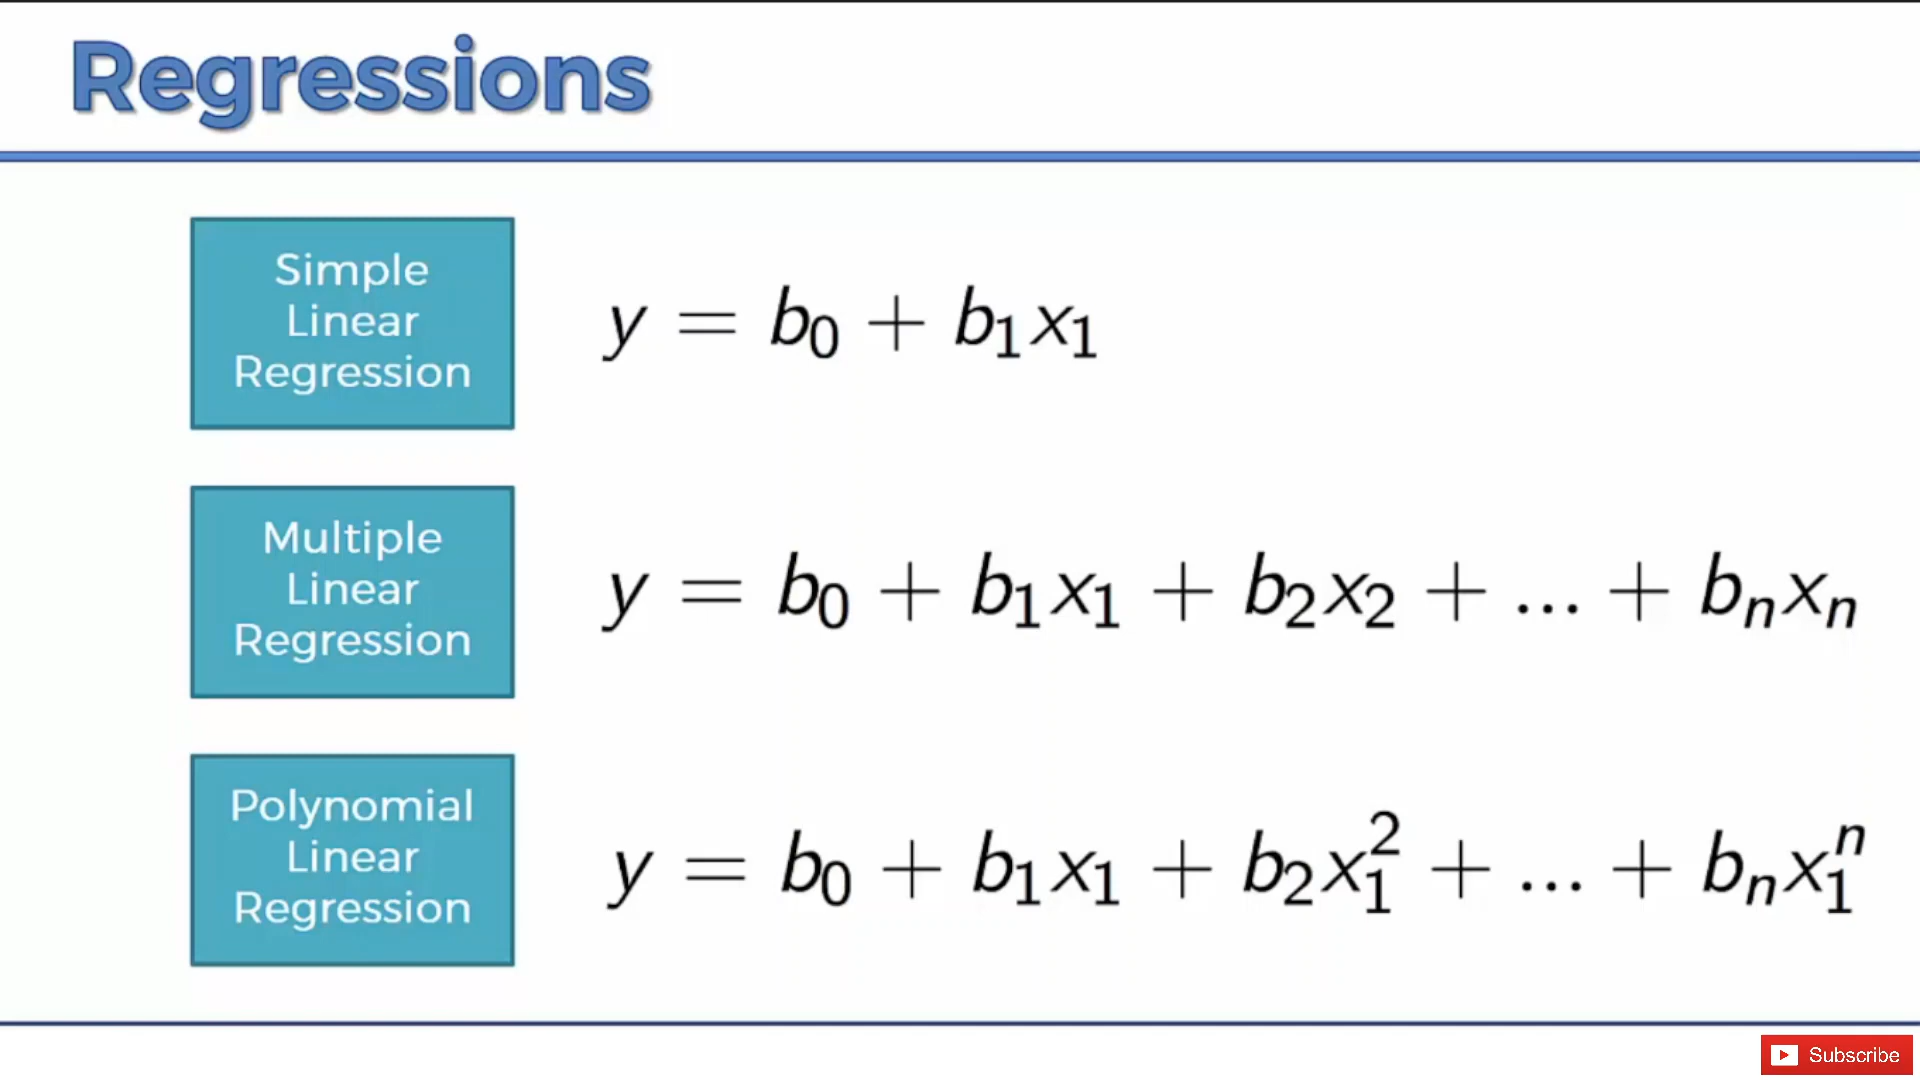 Regressions
Simple
Linear
Regression
y = b₀ + b₁x₁
Multiple
Linear
Regression
y = b₀ + b₁x₁ + b₂x₂ + ... + bₙxₙ
Polynomial
Linear
Regression
y = b₀ + b₁x₁ + b₂x₁² + ... + bₙx₁ⁿ
Subscribe